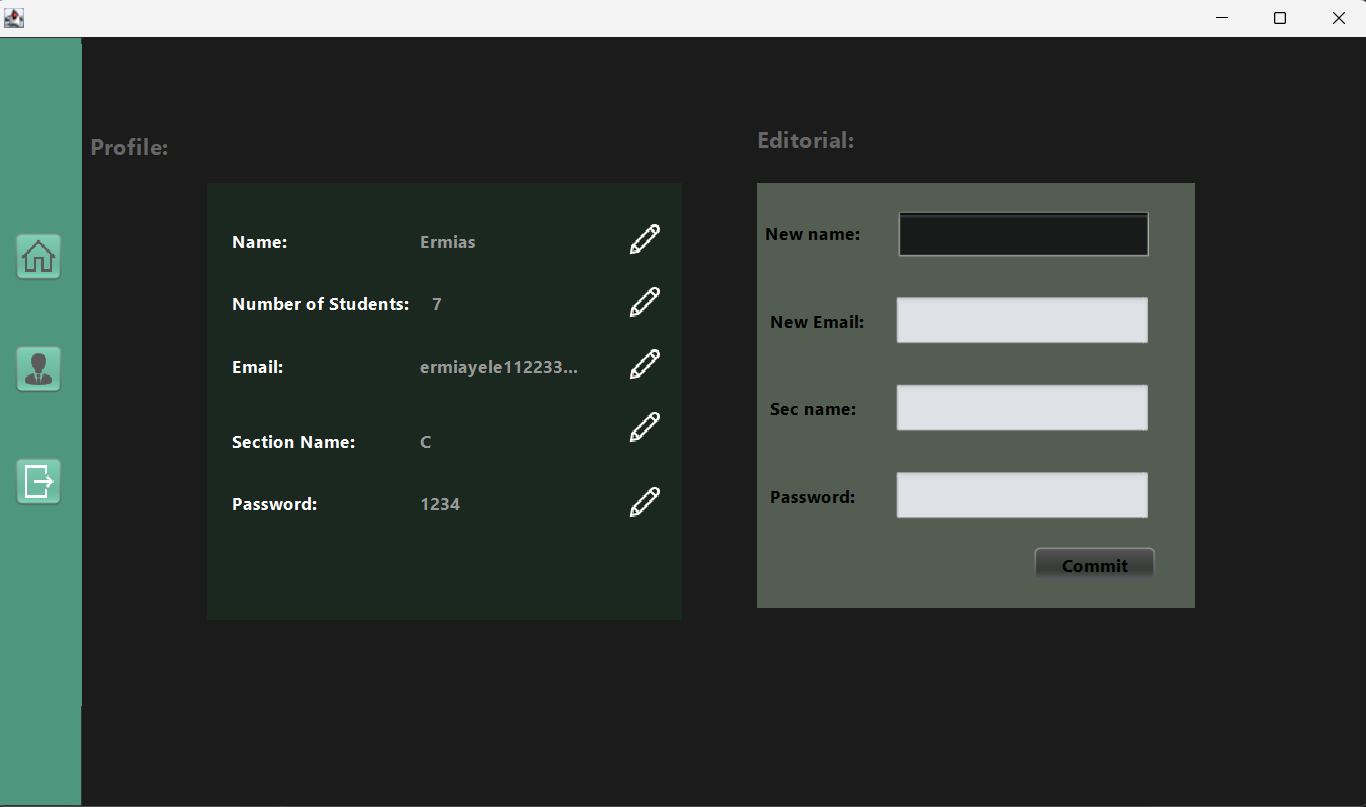 Profile:
Name: Ermias
Number of Students: 7
Email: ermiayele112233...
Section Name: C
Password: 1234
Editorial:
New name:
New Email:
Sec name:
Password:
Commit